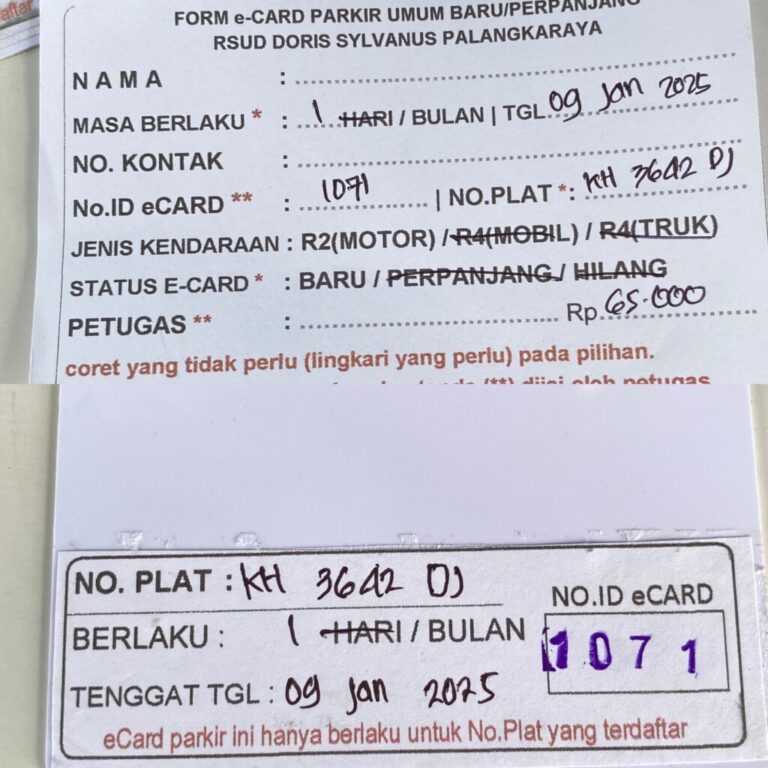 aftar
FORM e-CARD PARKIR UMUM BARU/PERPANJANG
RSUD DORIS SYLVANUS PALANGKARAYA
NAMA :
MASA BERLAKU * : 1 HARI / BULAN | TGL 09 Jan 2025
NO. KONTAK :
No.ID eCARD ** : 1071 | NO.PLAT * : KH 3642 DJ
JENIS KENDARAAN : R2(MOTOR) / R4(MOBIL) / R4(TRUK)
STATUS E-CARD * : BARU / PERPANJANG / HILANG
PETUGAS ** : Rp. 65.000
coret yang tidak perlu (lingkari yang perlu) pada pilihan.
(**) diisi oleh petugas
NO. PLAT : KH 3642 DJ
NO.ID eCARD
BERLAKU : 1 HARI / BULAN
1071
TENGGAT TGL : 09 Jan 2025
eCard parkir ini hanya berlaku untuk No.Plat yang terdaftar